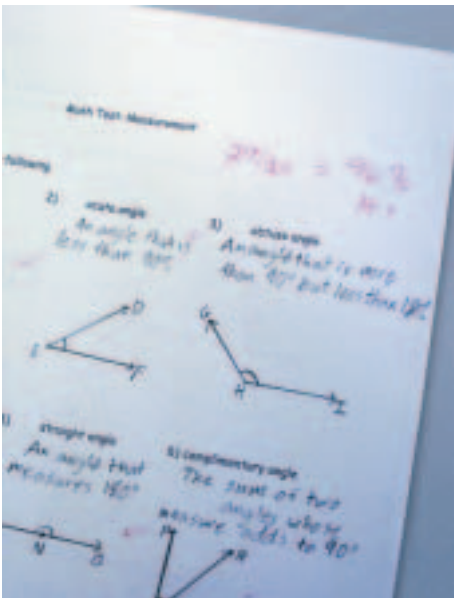 Math Test: Measurement
following
2) acute angle
An angle that is
less than 90°
3) obtuse angle
An angle that is more
than 90° but less than 180°
D
E
F
G
H
I
straight angle
An angle that
measures 180°
N
O
6) complimentary angle
The sum of two
angles whose
measure adds to 90°
R